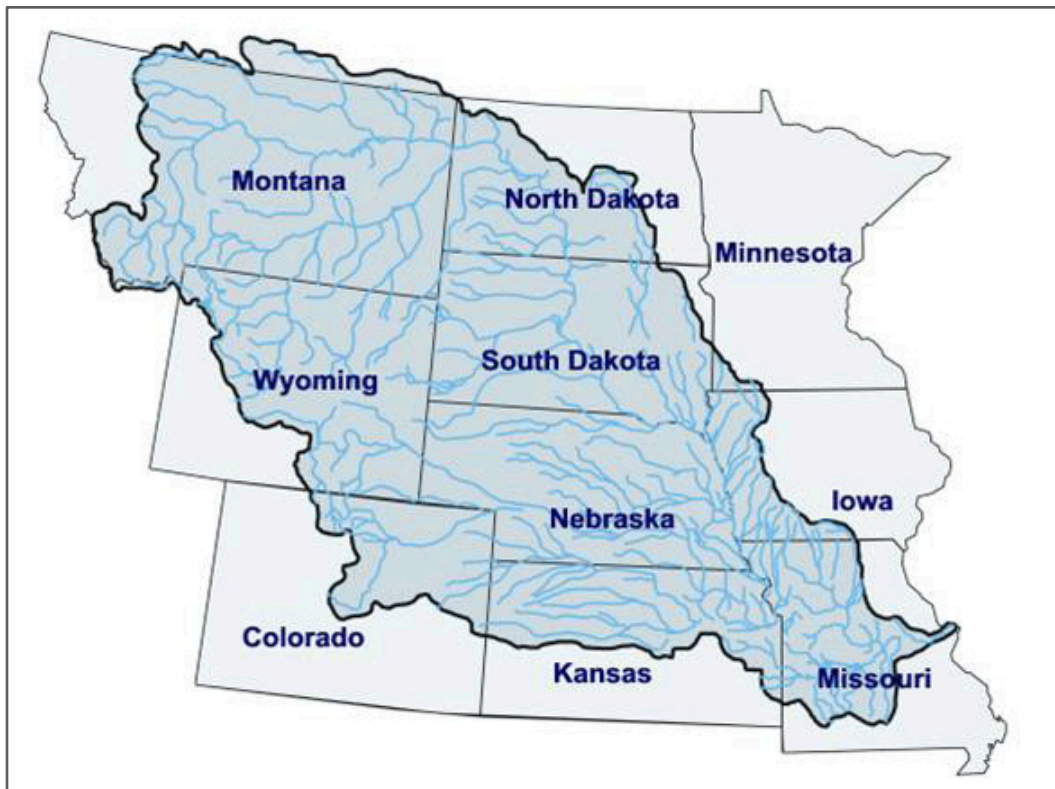 Montana
North Dakota
Minnesota
South Dakota
Wyoming
Iowa
Nebraska
Colorado
Kansas
Missouri